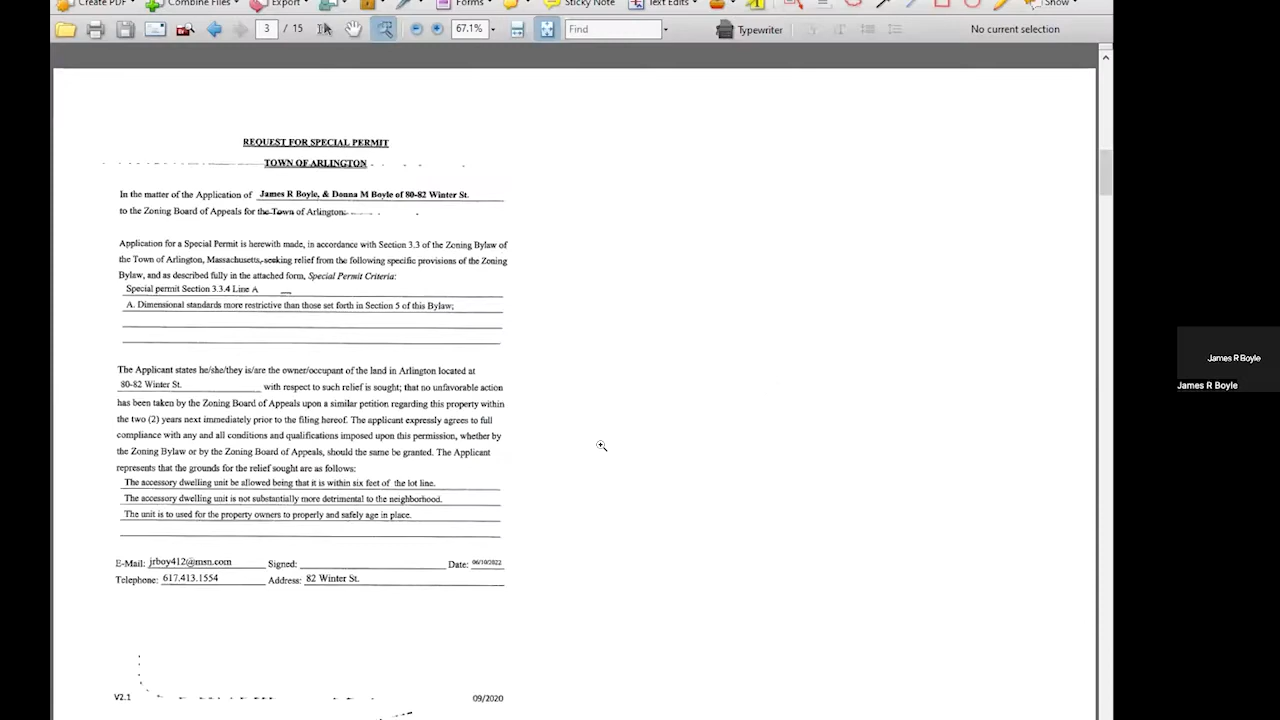 Create PDF Combine Files Export Forms Sticky Note Text Edits Show
3 / 15 67.1% Find Typewriter No current selection
REQUEST FOR SPECIAL PERMIT
TOWN OF ARLINGTON
In the matter of the Application of James R Boyle, & Donna M Boyle of 80-82 Winter St.
to the Zoning Board of Appeals for the Town of Arlington:
Application for a Special Permit is herewith made, in accordance with Section 3.3 of the Zoning Bylaw of
the Town of Arlington, Massachusetts, seeking relief from the following specific provisions of the Zoning
Bylaw, and as described fully in the attached form, Special Permit Criteria:
Special permit Section 3.3.4 Line A
A. Dimensional standards more restrictive than those set forth in Section 5 of this Bylaw;
The Applicant states he/she/they is/are the owner/occupant of the land in Arlington located at
80-82 Winter St. with respect to such relief is sought; that no unfavorable action
has been taken by the Zoning Board of Appeals upon a similar petition regarding this property within
the two (2) years next immediately prior to the filing hereof. The applicant expressly agrees to full
compliance with any and all conditions and qualifications imposed upon this permission, whether by
the Zoning Bylaw or by the Zoning Board of Appeals, should the same be granted. The Applicant
represents that the grounds for the relief sought are as follows:
The accessory dwelling unit be allowed being that it is within six feet of the lot line.
The accessory dwelling unit is not substantially more detrimental to the neighborhood.
The unit is to used for the property owners to properly and safely age in place.
E-Mail: jrboy412@msn.com Signed: Date: 06/10/2022
Telephone: 617.413.1554 Address: 82 Winter St.
V2.1 09/2020
James R Boyle
James R Boyle